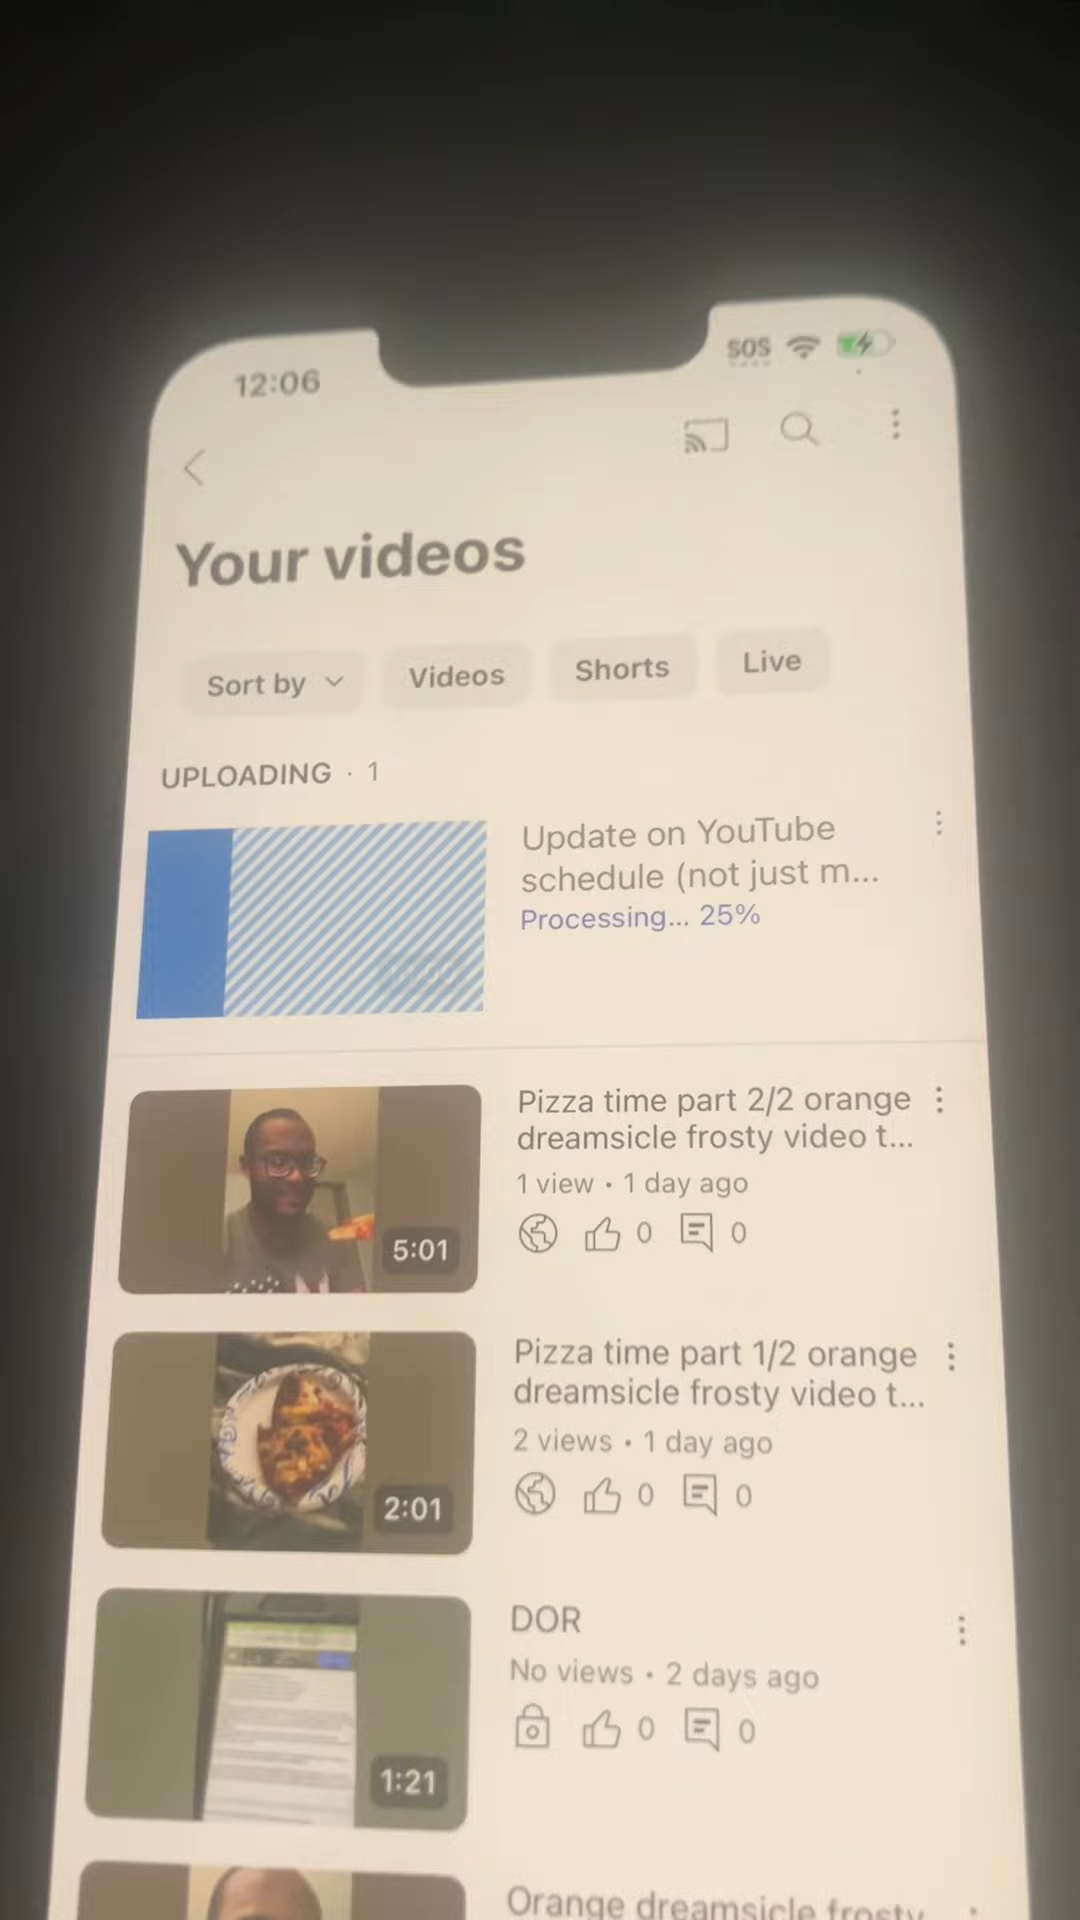 12:06
SOS
Your videos
Sort by
Videos
Shorts
Live
UPLOADING · 1
Update on YouTube
schedule (not just m...
Processing... 25%
Pizza time part 2/2 orange
dreamsicle frosty video t...
1 view • 1 day ago
0
0
5:01
Pizza time part 1/2 orange
dreamsicle frosty video t...
2 views • 1 day ago
0
0
2:01
DOR
No views • 2 days ago
0
0
1:21
Orange dreamsicle frosty